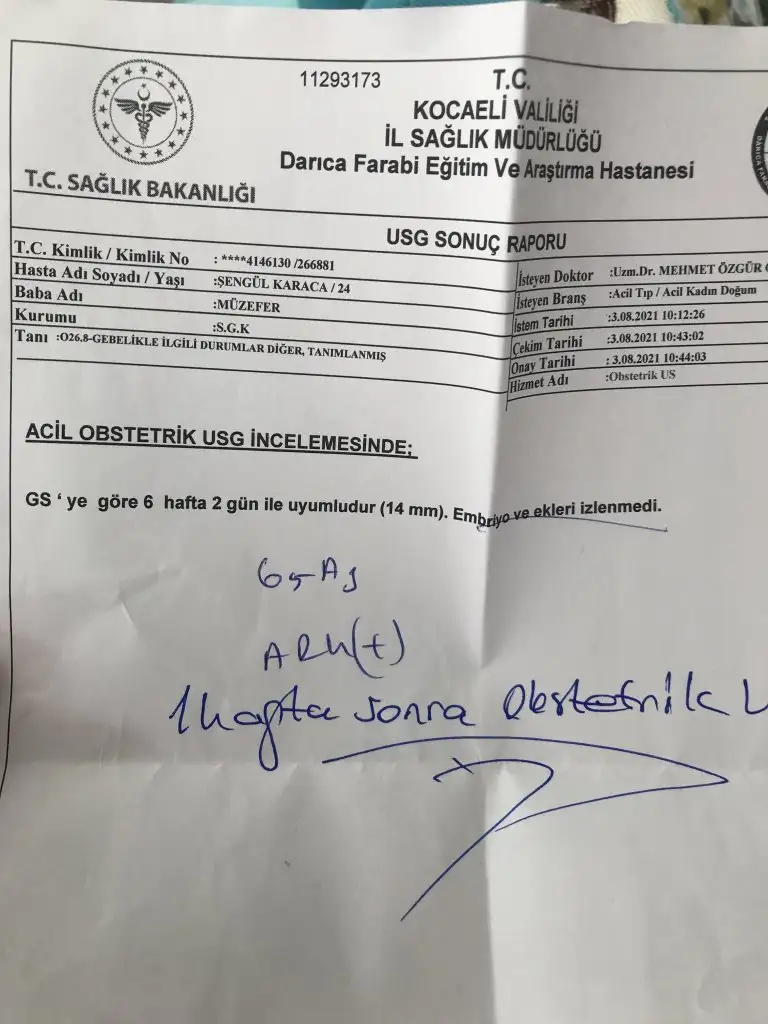 11293173
T.C.
KOCAELİ VALİLİĞİ
İL SAĞLIK MÜDÜRLÜĞÜ
Darıca Farabi Eğitim Ve Araştırma Hastanesi
T.C. SAĞLIK BAKANLIĞI
USG SONUÇ RAPORU
T.C. Kimlik / Kimlik No : ****4146130 /266881
Hasta Adı Soyadı / Yaşı :ŞENGÜL KARACA / 24
Baba Adı :MÜZEFER
Kurumu :S.G.K
Tanı :O26.8-GEBELİKLE İLGİLİ DURUMLAR DİĞER, TANIMLANMIŞ
İsteyen Doktor :Uzm.Dr. MEHMET ÖZGÜR
İsteyen Branş :Acil Tıp / Acil Kadın Doğum
İstem Tarihi :3.08.2021 10:12:26
Çekim Tarihi :3.08.2021 10:43:02
Onay Tarihi : 3.08.2021 10:44:03
Hizmet Adı :Obstetrik US
ACİL OBSTETRİK USG İNCELEMESİNDE;
GS ‘ ye göre 6 hafta 2 gün ile uyumludur (14 mm). Embriyo ve ekleri izlenmedi.
1 hafta sonra Obstetrik